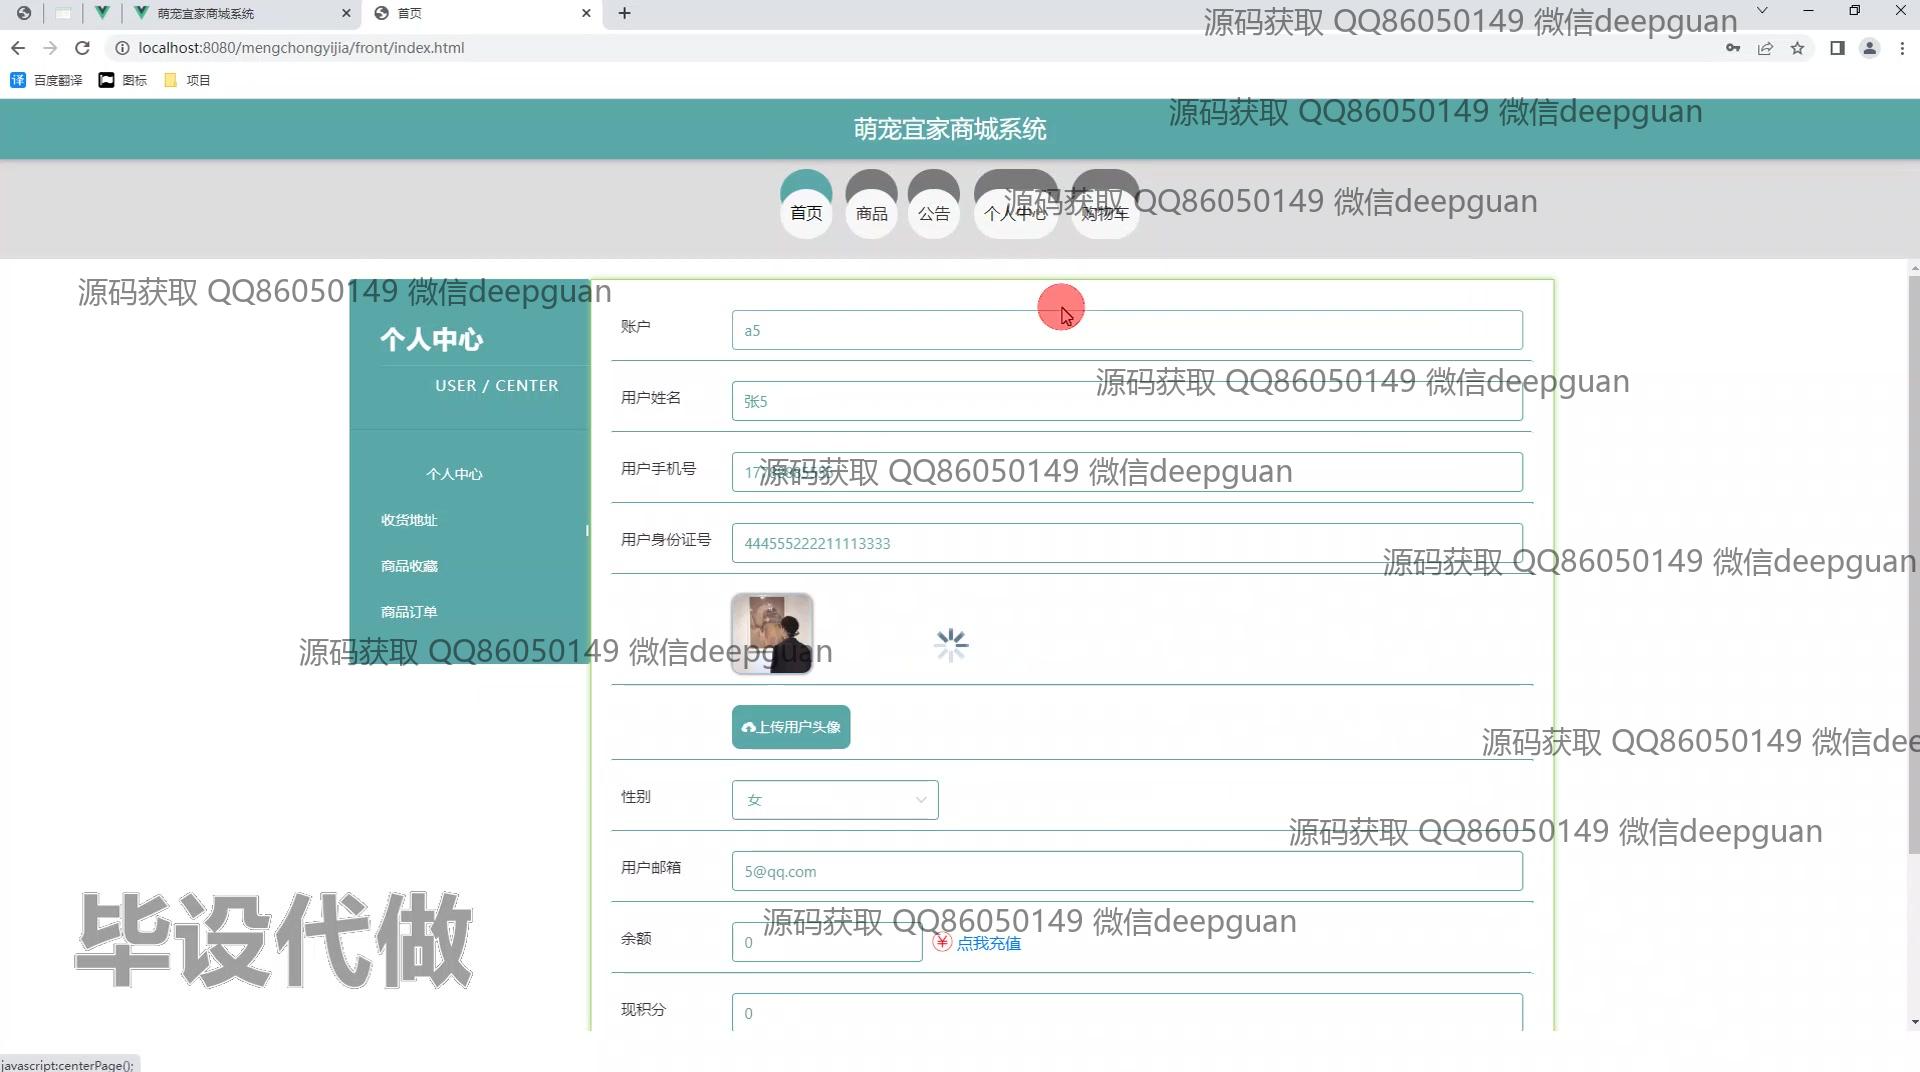 萌宠宜家商城系统
首页
源码获取 QQ86050149 微信deepguan
localhost:8080/mengchongyijia/front/index.html
百度翻译
图标
项目
萌宠宜家商城系统
源码获取 QQ86050149 微信deepguan
首页
商品
公告
个人中心
购物车
源码获取 QQ86050149 微信deepguan
源码获取 QQ86050149 微信deepguan
个人中心
USER / CENTER
个人中心
收货地址
商品收藏
商品订单
账户
a5
源码获取 QQ86050149 微信deepguan
用户姓名
张5
用户手机号
源码获取 QQ86050149 微信deepguan
用户身份证号
444555222211113333
源码获取 QQ86050149 微信deepguan
源码获取 QQ86050149 微信deepguan
上传用户头像
源码获取 QQ86050149 微信dee
性别
女
源码获取 QQ86050149 微信deepguan
用户邮箱
5@qq.com
源码获取 QQ86050149 微信deepguan
余额
0
¥ 点我充值
现积分
0
毕设代做
javascript:centerPage();